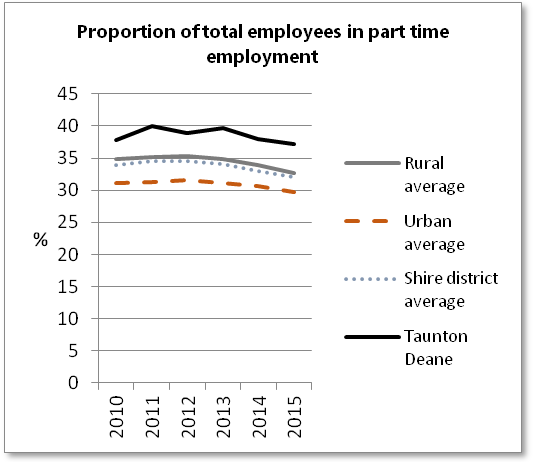 Proportion of total employees in part time
employment
45
40
35
30
25
20
15
10
5
0
%
2010
2011
2012
2013
2014
2015
Rural
average
Urban
average
Shire district
average
Taunton
Deane